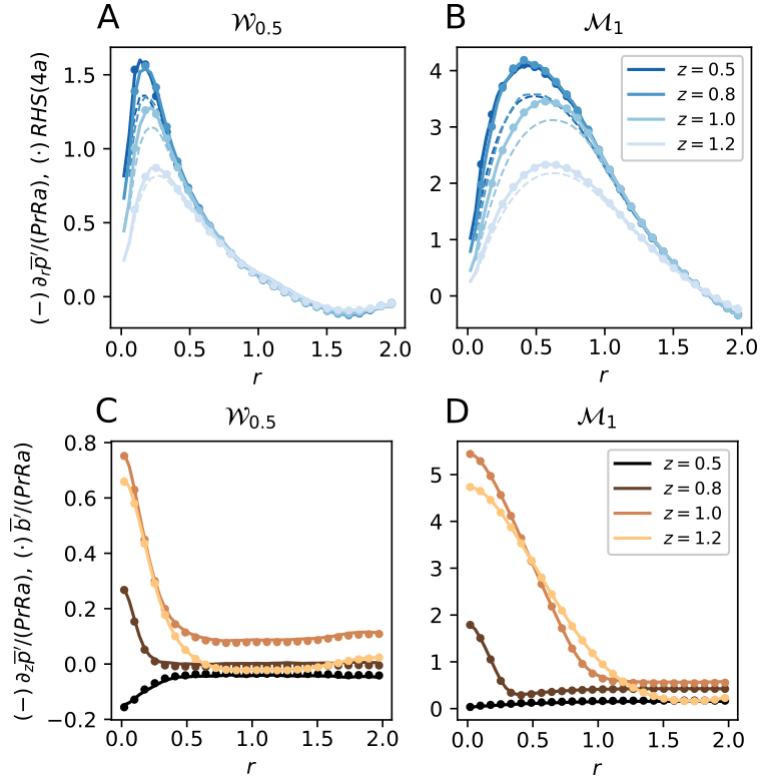 A
𝒲₀.₅
B
ℳ₁
(−) ∂ᵣp̅′/(PrRa), (·) RHS(4a)
1.5
1.0
0.5
0.0
0.0 0.5 1.0 1.5 2.0
r
4
3
2
1
0
z = 0.5
z = 0.8
z = 1.0
z = 1.2
0.0 0.5 1.0 1.5 2.0
r
C
𝒲₀.₅
D
ℳ₁
(−) ∂_zp̅′/(PrRa), (·) b̅′/(PrRa)
0.8
0.6
0.4
0.2
0.0
−0.2
0.0 0.5 1.0 1.5 2.0
r
5
4
3
2
1
0
z = 0.5
z = 0.8
z = 1.0
z = 1.2
0.0 0.5 1.0 1.5 2.0
r